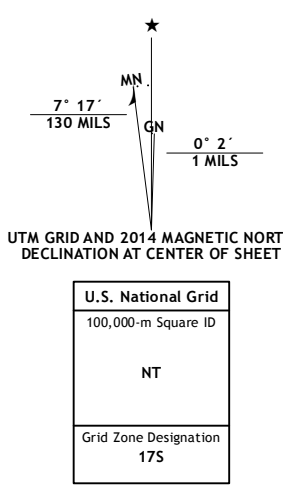 MN
7° 17´
130 MILS
GN
0° 2´
1 MILS
UTM GRID AND 2014 MAGNETIC NORT
DECLINATION AT CENTER OF SHEET
U.S. National Grid
100,000-m Square ID
NT
Grid Zone Designation
17S